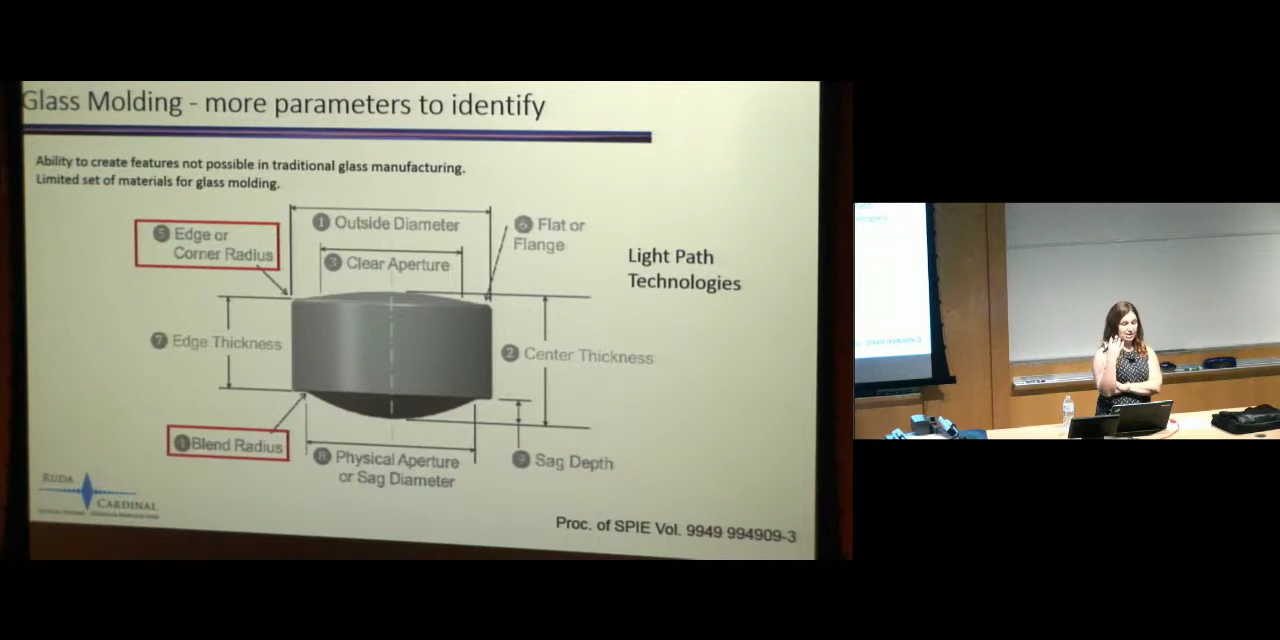 Glass Molding - more parameters to identify
Ability to create features not possible in traditional glass manufacturing.
Limited set of materials for glass molding.
1 Outside Diameter
6 Flat or
Flange
5 Edge or
Corner Radius
3 Clear Aperture
Light Path
Technologies
7 Edge Thickness
2 Center Thickness
Blend Radius
Physical Aperture
or Sag Diameter
Sag Depth
RUDA
CARDINAL
Proc. of SPIE Vol. 9949 994909-3